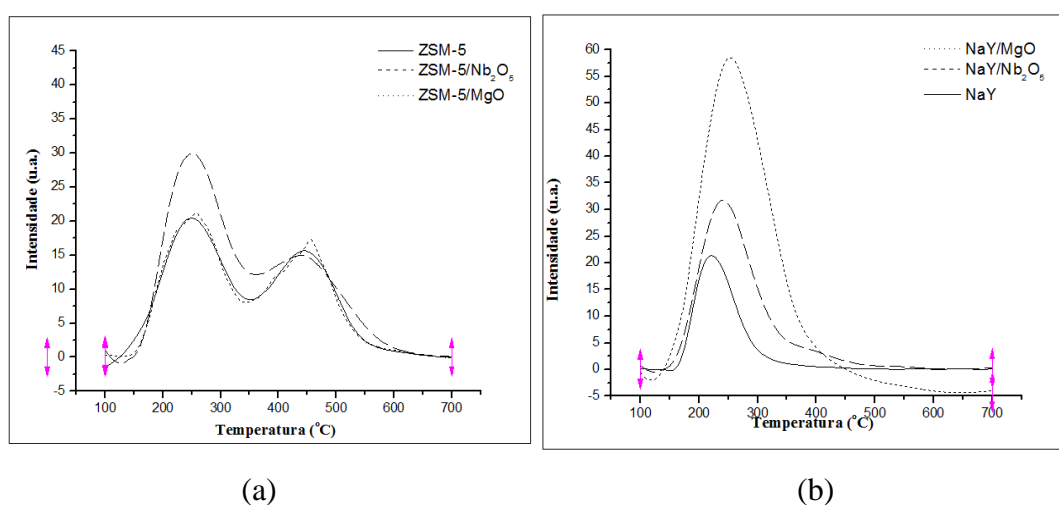 45
40
35
30
25
20
15
10
5
0
-5
Intensidade (u.a.)
ZSM-5
ZSM-5/Nb₂O₅
ZSM-5/MgO
100 200 300 400 500 600 700
Temperatura (°C)
(a)
60
55
50
45
40
35
30
25
20
15
10
5
0
-5
Intensidade (u.a.)
NaY/MgO
NaY/Nb₂O₅
NaY
100 200 300 400 500 600 700
Temperatura (°C)
(b)